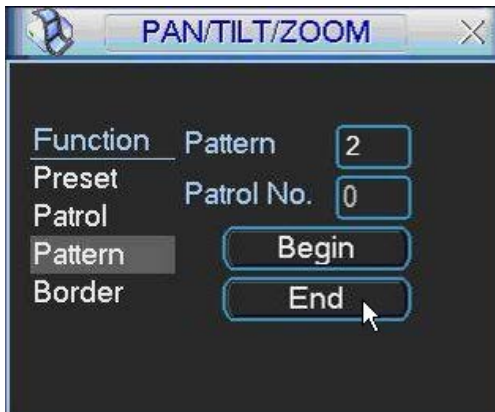 PAN/TILT/ZOOM
Function
Preset
Patrol
Pattern
Border
Pattern 2
Patrol No. 0
Begin
End